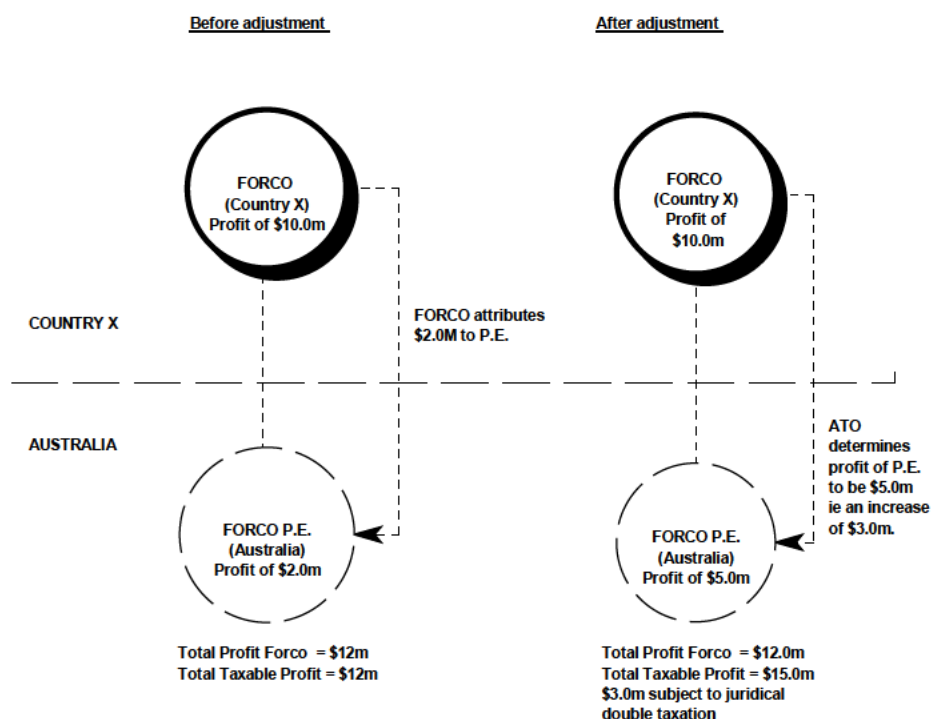 Before adjustment
After adjustment
FORCO
(Country X)
Profit of $10.0m
FORCO
(Country X)
Profit of
$10.0m
COUNTRY X
FORCO attributes
$2.0M to P.E.
AUSTRALIA
ATO
determines
profit of P.E.
to be $5.0m
ie an increase
of $3.0m.
FORCO P.E.
(Australia)
Profit of $2.0m
FORCO P.E.
(Australia)
Profit of $5.0m
Total Profit Forco = $12m
Total Taxable Profit = $12m
Total Profit Forco = $12.0m
Total Taxable Profit = $15.0m
$3.0m subject to juridical
double taxation